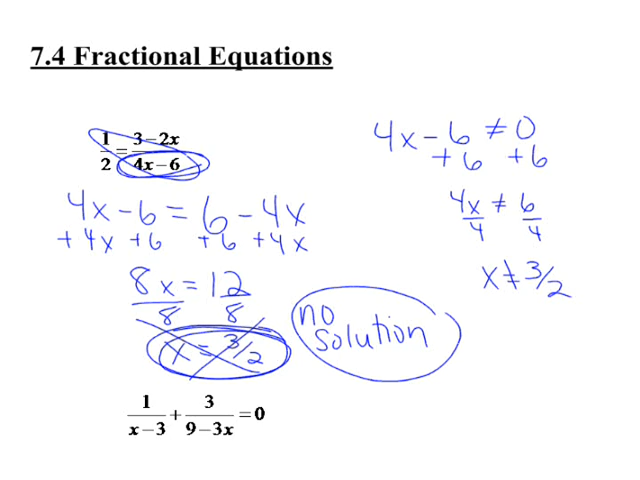 7.4 Fractional Equations
1/2 = (3-2x)/(4x-6)
4x - 6 ≠ 0
+6 +6
4x/4 ≠ 6/4
x ≠ 3/2
4x - 6 = 6 - 4x
+4x +6 +6 +4x
8x/8 = 12/8
x = 3/2
no
solution
1/(x-3) + 3/(9-3x) = 0